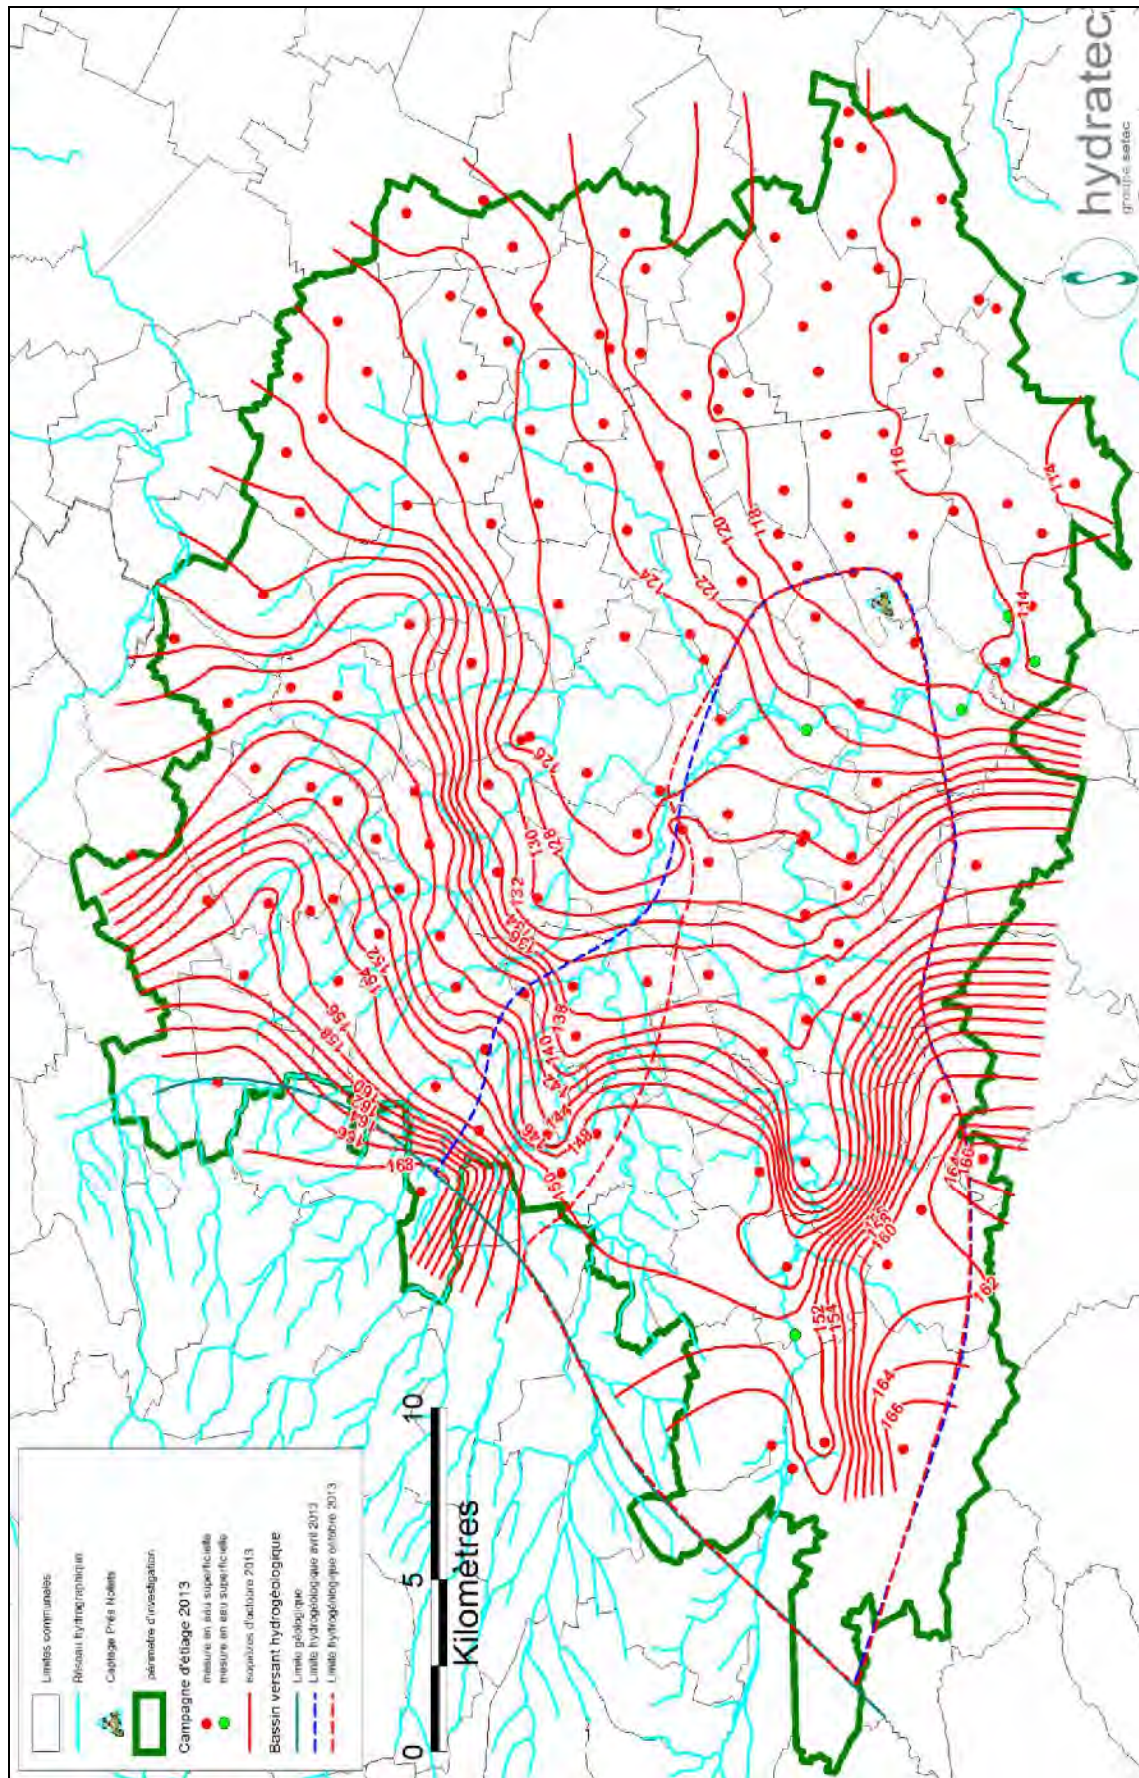 Limites communales
Réseau hydrographique
Captage Prés Nollets
périmètre d'investigation
Campagne d'étiage 2013
mesure en eau superficielle
mesure en eau superficielle
isopièzes d'octobre 2013
Bassin versant hydrogéologique
Limite géologique
Limite hydrogéologique avril 2013
Limite hydrogéologique octobre 2013
0
5
10
Kilomètres
hydratec
groupe setec
168
166
164
162
160
158
156
154
152
150
148
146
144
142
140
138
136
134
132
130
128
126
124
122
120
118
116
114
114
152
154
158
160
162
164
166
166